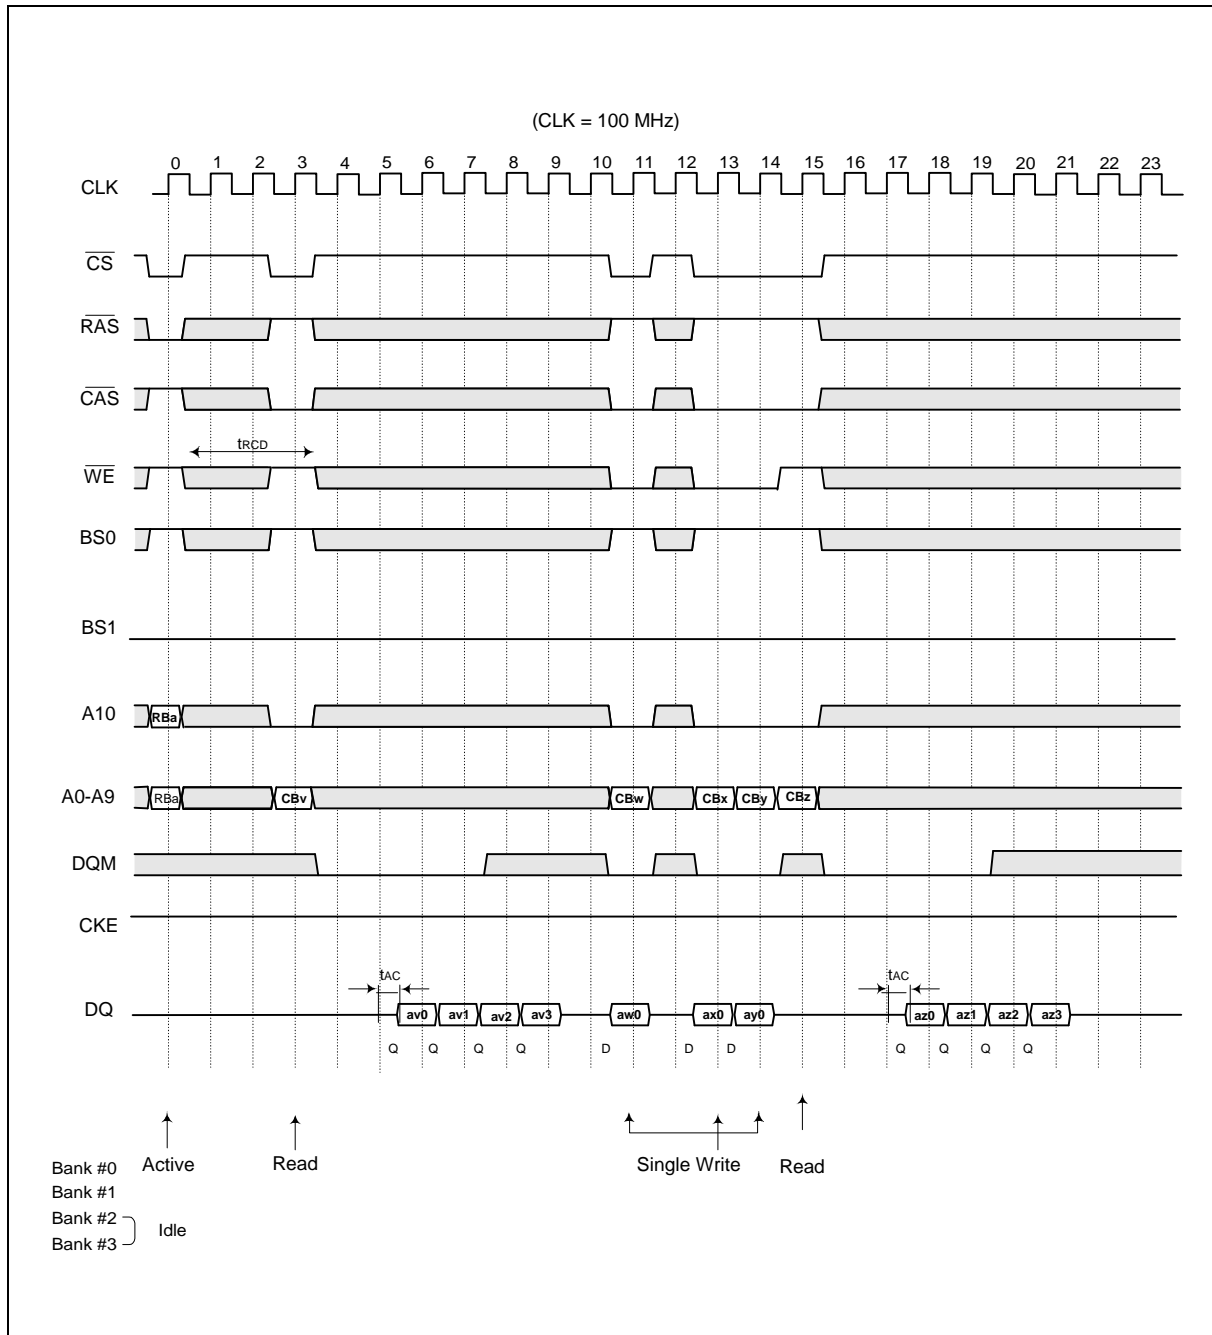 (CLK = 100 MHz)
0 1 2 3 4 5 6 7 8 9 10 11 12 13 14 15 16 17 18 19 20 21 22 23
CLK
CS
RAS
CAS
tRCD
WE
BS0
BS1
A10 RBa
A0-A9 RBa CBv CBw CBx CBy CBz
DQM
CKE
tAC tAC
DQ av0 av1 av2 av3 aw0 ax0 ay0 az0 az1 az2 az3
Q Q Q Q D D D Q Q Q Q
Active Read Single Write Read
Bank #0
Bank #1
Bank #2
Idle
Bank #3